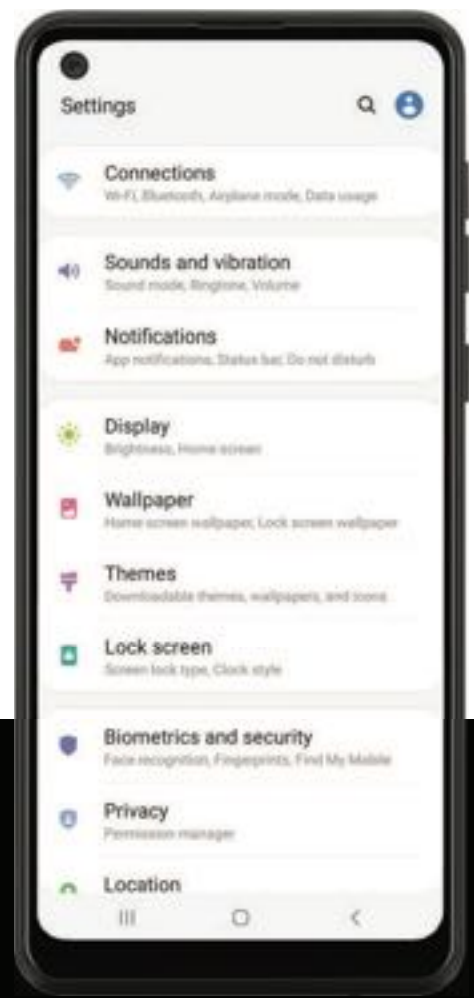 Settings
Connections
Wi-Fi, Bluetooth, Airplane mode, Data usage
Sounds and vibration
Sound mode, Ringtone, Volume
Notifications
App notifications, Status bar, Do not disturb
Display
Brightness, Home screen
Wallpaper
Home screen wallpaper, Lock screen wallpaper
Themes
Downloadable themes, wallpapers, and icons
Lock screen
Screen lock type, Clock style
Biometrics and security
Face recognition, Fingerprints, Find My Mobile
Privacy
Permission manager
Location